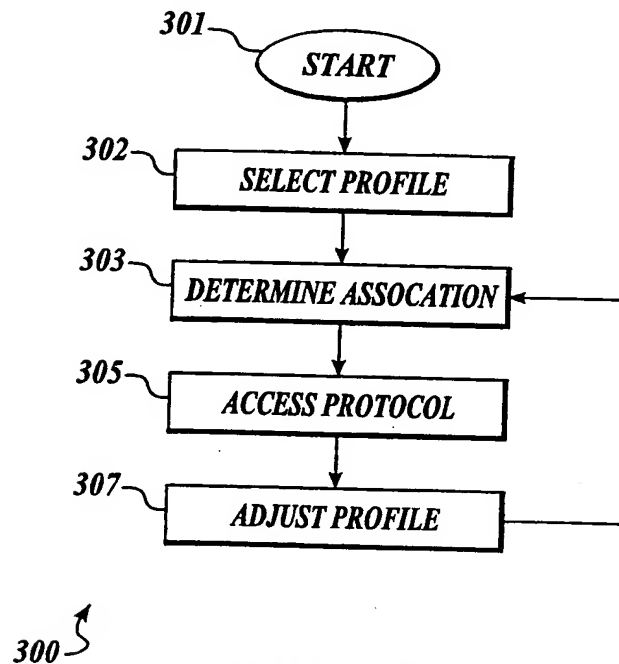 301
START
302
SELECT PROFILE
303
DETERMINE ASSOCATION
305
ACCESS PROTOCOL
307
ADJUST PROFILE
300